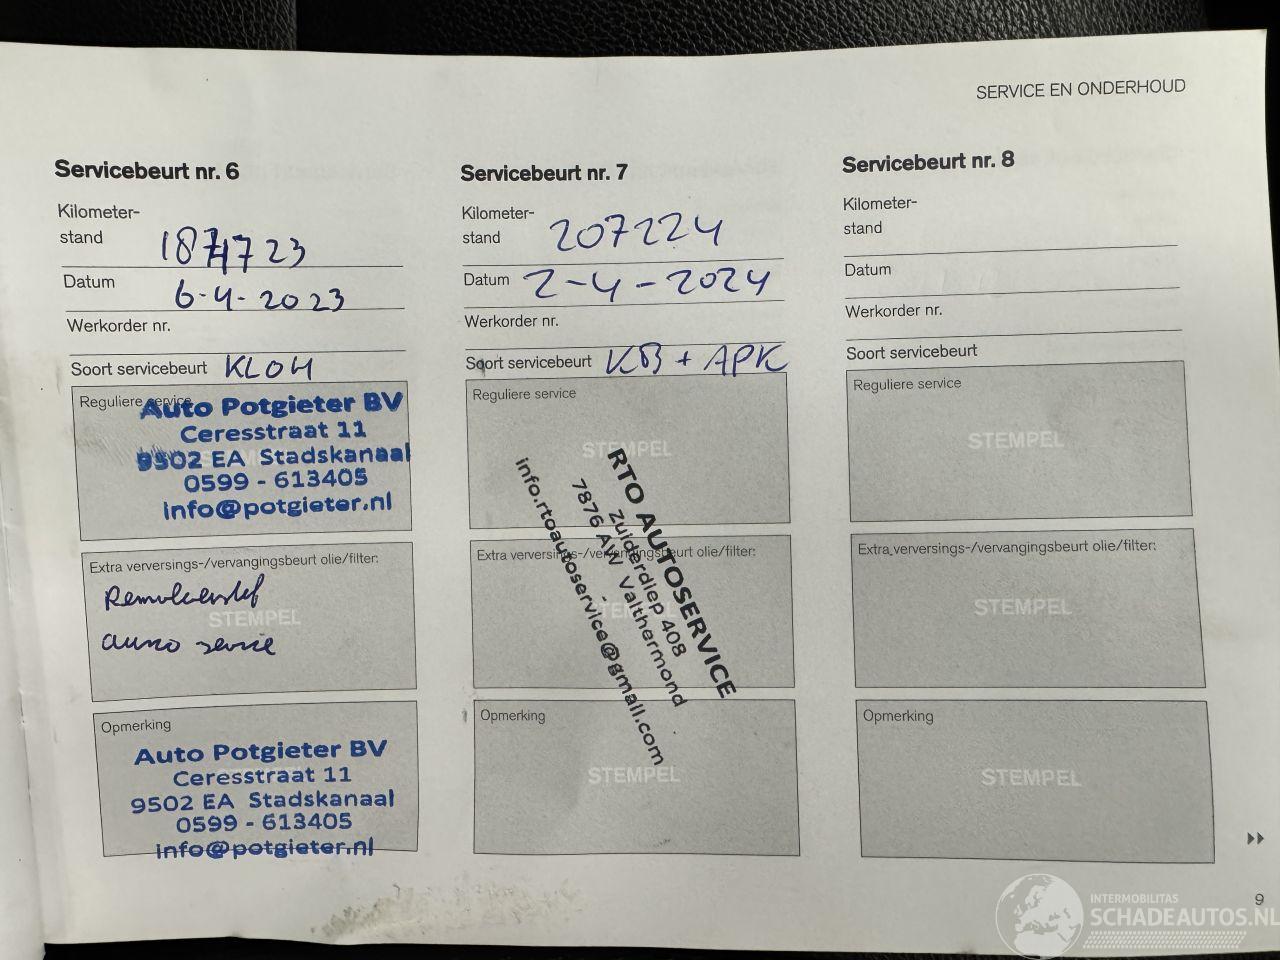 SERVICE EN ONDERHOUD
Servicebeurt nr. 6
Kilometer-
stand
Datum 6-4-2023
Werkorder nr.
Soort servicebeurt KLOH
Reguliere service
Auto Potgieter BV
Ceresstraat 11
9502 EA Stadskanaal
0599 - 613405
info@potgieter.nl
Extra verversings-/vervangingsbeurt olie/filter:
STEMPEL
Opmerking
Auto Potgieter BV
Ceresstraat 11
9502 EA Stadskanaal
0599 - 613405
info@potgieter.nl
Servicebeurt nr. 7
Kilometer-
stand 207224
Datum 2-4-2024
Werkorder nr.
Soort servicebeurt KB + APK
Reguliere service
STEMPEL
RTO AUTOSERVICE
Zuiderdiep 408
7876 AW Valthermond
info.rtoautoservice@gmail.com
Extra verversings-/vervangingsbeurt olie/filter:
STEMPEL
Opmerking
STEMPEL
Servicebeurt nr. 8
Kilometer-
stand
Datum
Werkorder nr.
Soort servicebeurt
Reguliere service
STEMPEL
Extra verversings-/vervangingsbeurt olie/filter:
STEMPEL
Opmerking
STEMPEL
9
INTERMOBILITAS
SCHADEAUTOS.NL